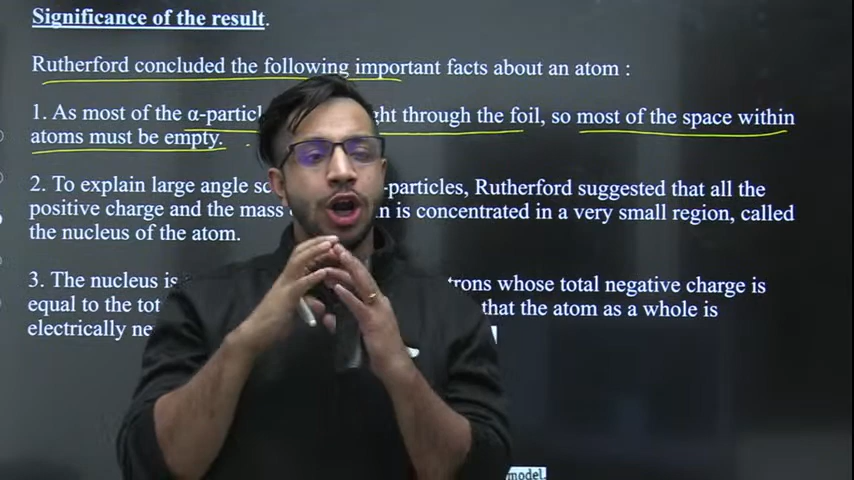 Significance of the result.
Rutherford concluded the following important facts about an atom :
1. As most of the α-partic ght through the foil, so most of the space within
atoms must be empty.
2. To explain large angle sc -particles, Rutherford suggested that all the
positive charge and the mass n is concentrated in a very small region, called
the nucleus of the atom.
3. The nucleus is trons whose total negative charge is
equal to the tot that the atom as a whole is
electrically ne
model.